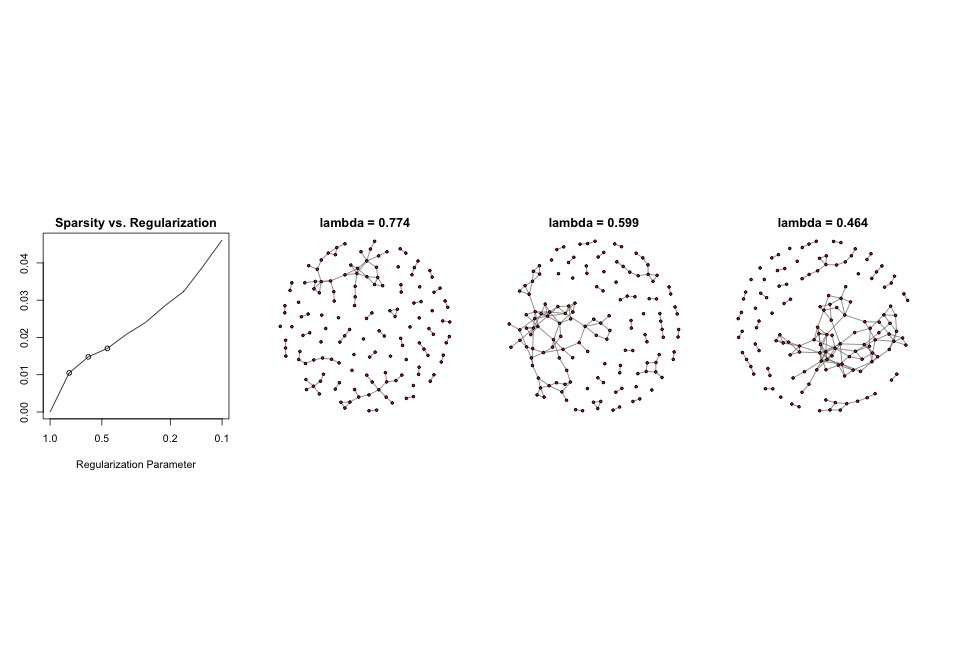 Sparsity vs. Regularization
lambda = 0.774
lambda = 0.599
lambda = 0.464
0.04
0.03
0.02
0.01
0.00
1.0 0.5 0.2 0.1
Regularization Parameter